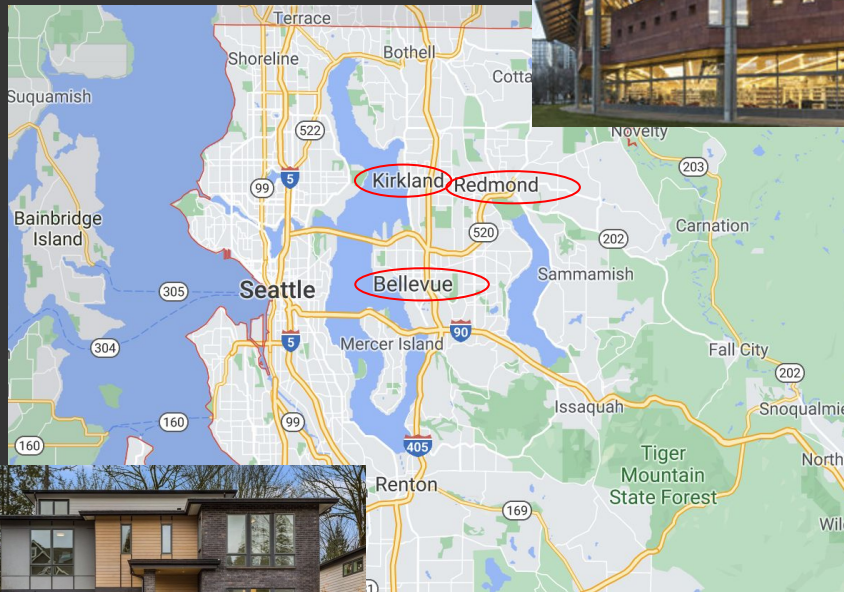 Terrace
Shoreline
Bothell
Cotta
Suquamish
522
Novelty
5
99
203
Kirkland
Redmond
Bainbridge
Island
520
202
Carnation
Sammamish
305
Seattle
Bellevue
90
304
5
Mercer Island
Fall City
202
Issaquah
Snoqualmie
160
99
160
405
Tiger
Mountain
State Forest
North
Renton
169
Wil